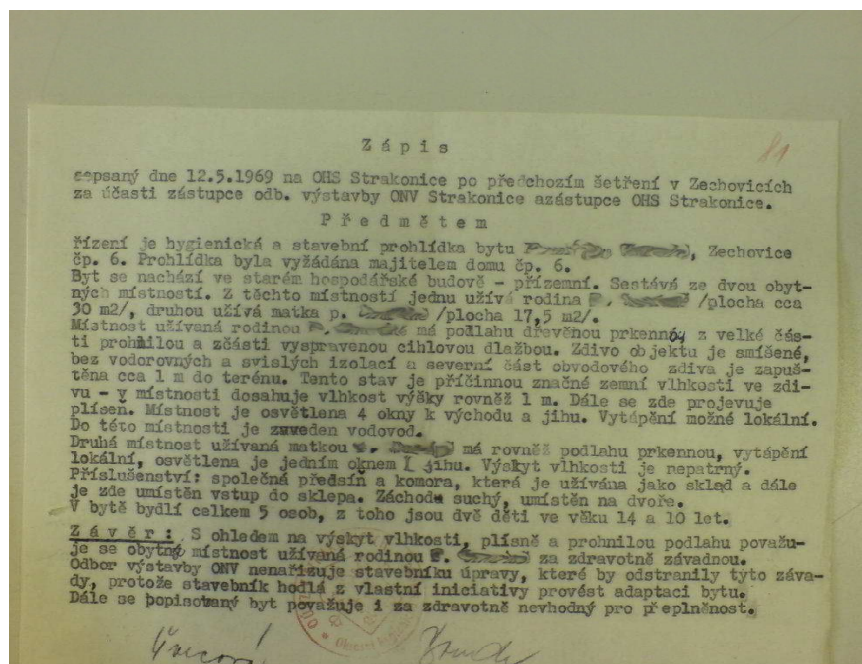 Zápis
81
sepsaný dne 12.5.1969 na OHS Strakonice po předchozím šetření v Zechovicích
za účasti zástupce odb. výstavby ONV Strakonice azástupce OHS Strakonice.
Předmětem
řízení je hygienická a stavební prohlídka bytu , Zechovice
čp. 6. Prohlídka byla vyžádána majitelem domu čp. 6.
Byt se nachází ve starém hospodářské budově - přízemní. Sestává ze dvou obyt-
ných místností. Z těchto místností jednu užívá rodina /plocha cca
30 m2/, druhou užívá matka p. /plocha 17,5 m2/.
Místnost užívaná rodinou má podlahu dřevěnou prkennou z velké čás-
ti prohnilou a zčásti vyspravenou cihlovou dlažbou. Zdivo objektu je smíšené,
bez vodorovných a svislých izolací a severní část obvodového zdiva je zapuš-
těna cca 1 m do terénu. Tento stav je příčinnou značné zemní vlhkosti ve zdi-
vu - v místnosti dosahuje vlhkost výšky rovněž 1 m. Dále se zde projevuje
plísen. Místnost je osvětlena 4 okny k východu a jihu. Vytápění možné lokální.
Do této místnosti je zaveden vodovod.
Druhá místnost užívaná matkou má rovněž podlahu prkennou, vytápění
lokální, osvětlena je jedním oknem k jihu. Výskyt vlhkosti je nepatrný.
Příslušenství: společná předsíň a komora, která je užívána jako sklad a dále
je zde umístěn vstup do sklepa. Záchod suchý, umístěn na dvoře.
V bytě bydlí celkem 5 osob, z toho jsou dvě děti ve věku 14 a 10 let.
Závěr: S ohledem na výskyt vlhkosti, plísně a prohnilou podlahu považu-
je se obytná místnost užívaná rodinou za zdravotně závadnou.
Odbor výstavby ONV nenařizuje stavebníku úpravy, které by odstranily tyto záva-
dy, protože stavebník hodlá z vlastní iniciativy provést adaptaci bytu.
Dále se popisovaný byt považuje i za zdravotně nevhodný pro přeplněnost.